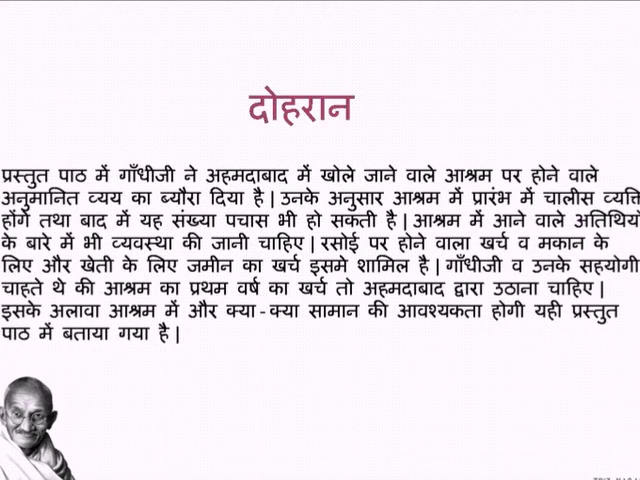 दोहरान
प्रस्तुत पाठ में गाँधीजी ने अहमदाबाद में खोले जाने वाले आश्रम पर होने वाले
अनुमानित व्यय का ब्यौरा दिया है | उनके अनुसार आश्रम में प्रारंभ में चालीस व्यक्ति
होंगे तथा बाद में यह संख्या पचास भी हो सकती है | आश्रम में आने वाले अतिथियों
के बारे में भी व्यवस्था की जानी चाहिए | रसोई पर होने वाला खर्च व मकान के
लिए और खेती के लिए जमीन का खर्च इसमे शामिल है | गाँधीजी व उनके सहयोगी
चाहते थे की आश्रम का प्रथम वर्ष का खर्च तो अहमदाबाद द्वारा उठाना चाहिए |
इसके अलावा आश्रम में और क्या - क्या सामान की आवश्यकता होगी यही प्रस्तुत
पाठ में बताया गया है |